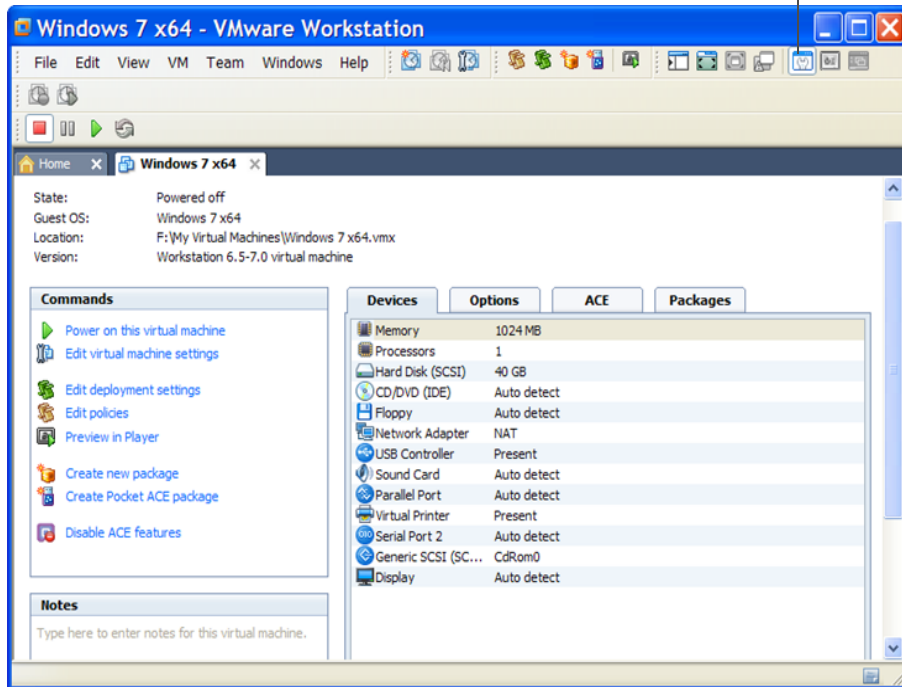 Windows 7 x64 - VMware Workstation
File Edit View VM Team Windows Help
Home Windows 7 x64
State: Powered off
Guest OS: Windows 7 x64
Location: F:\My Virtual Machines\Windows 7 x64.vmx
Version: Workstation 6.5-7.0 virtual machine
Commands
Power on this virtual machine
Edit virtual machine settings
Edit deployment settings
Edit policies
Preview in Player
Create new package
Create Pocket ACE package
Disable ACE features
Notes
Type here to enter notes for this virtual machine.
Devices Options ACE Packages
Memory 1024 MB
Processors 1
Hard Disk (SCSI) 40 GB
CD/DVD (IDE) Auto detect
Floppy Auto detect
Network Adapter NAT
USB Controller Present
Sound Card Auto detect
Parallel Port Auto detect
Virtual Printer Present
Serial Port 2 Auto detect
Generic SCSI (SC... CdRom0
Display Auto detect